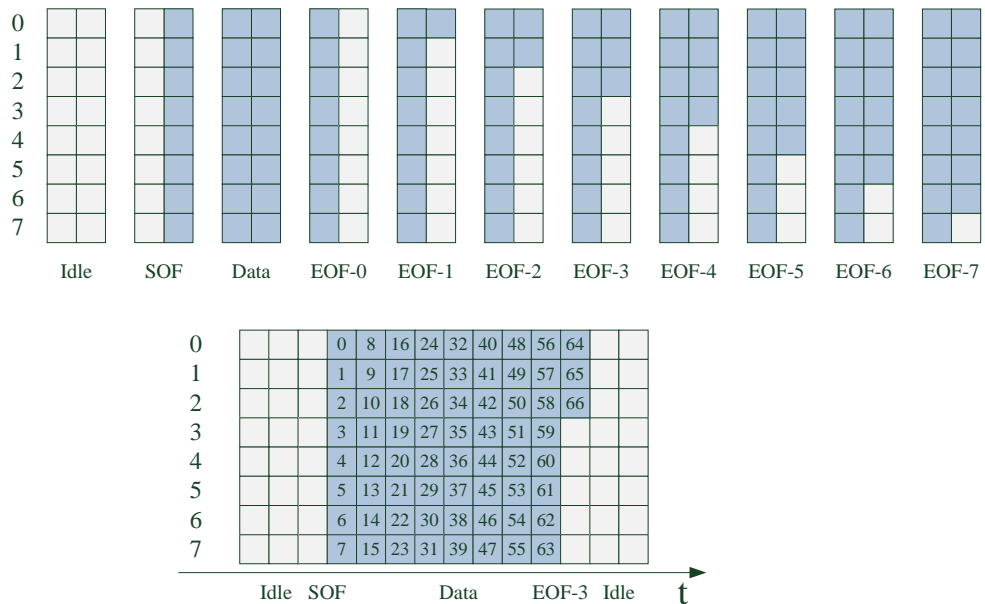 0
1
2
3
4
5
6
7
Idle SOF Data EOF-0 EOF-1 EOF-2 EOF-3 EOF-4 EOF-5 EOF-6 EOF-7
0 0 8 16 24 32 40 48 56 64
1 1 9 17 25 33 41 49 57 65
2 2 10 18 26 34 42 50 58 66
3 3 11 19 27 35 43 51 59
4 4 12 20 28 36 44 52 60
5 5 13 21 29 37 45 53 61
6 6 14 22 30 38 46 54 62
7 7 15 23 31 39 47 55 63
Idle SOF Data EOF-3 Idle t